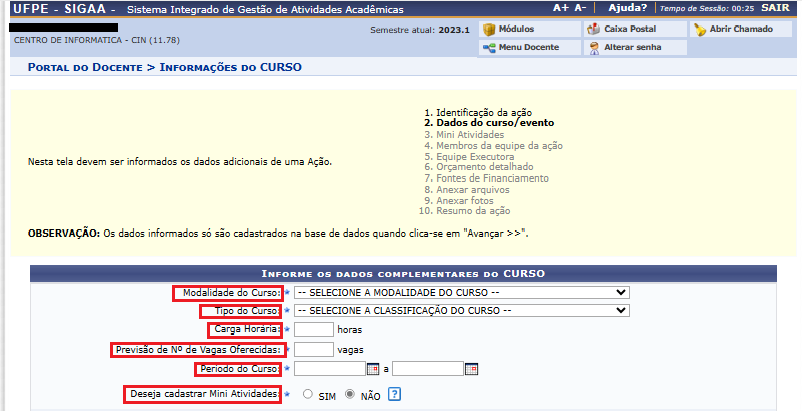 UFPE - SIGAA - Sistema Integrado de Gestão de Atividades Acadêmicas A+ A- Ajuda? Tempo de Sessão: 00:25 SAIR
CENTRO DE INFORMATICA - CIN (11.78)
Semestre atual: 2023.1
Módulos Caixa Postal Abrir Chamado
Menu Docente Alterar senha
PORTAL DO DOCENTE > INFORMAÇÕES DO CURSO
Nesta tela devem ser informados os dados adicionais de uma Ação.
1. Identificação da ação
2. Dados do curso/evento
3. Mini Atividades
4. Membros da equipe da ação
5. Equipe Executora
6. Orçamento detalhado
7. Fontes de Financiamento
8. Anexar arquivos
9. Anexar fotos
10. Resumo da ação
OBSERVAÇÃO: Os dados informados só são cadastrados na base de dados quando clica-se em "Avançar >>".
INFORME OS DADOS COMPLEMENTARES DO CURSO
Modalidade do Curso: -- SELECIONE A MODALIDADE DO CURSO --
Tipo do Curso: -- SELECIONE A CLASSIFICAÇÃO DO CURSO --
Carga Horária: horas
Previsão de Nº de Vagas Oferecidas: vagas
Período do Curso: a
Deseja cadastrar Mini Atividades: SIM NÃO ?